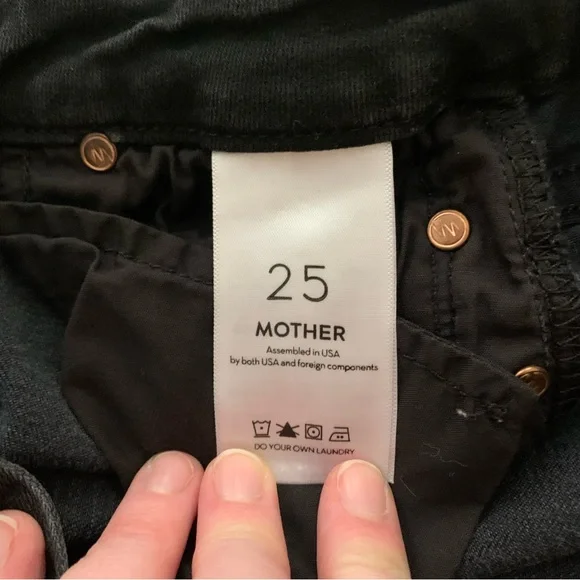 25
MOTHER
Assembled in USA
by both USA and foreign components
DO YOUR OWN LAUNDRY